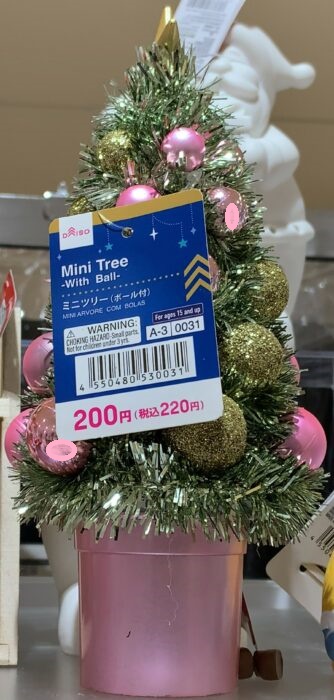 DAISO
Mini Tree
-With Ball-
ミニツリー(ボール付)
MINI ARVORE COM BOLAS
WARNING:
CHOKING HAZARD-Small parts.
Not for children under 3 yrs.
For ages 15 and up
A-3 0031
4 550480 530031
200円(税込220円)